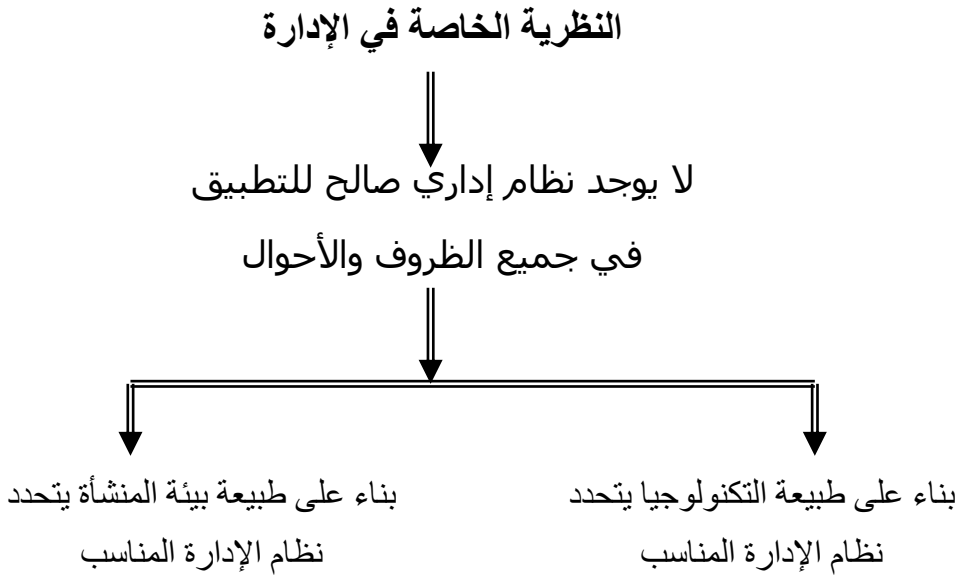 النظرية الخاصة في الإدارة
لا يوجد نظام إداري صالح للتطبيق
في جميع الظروف والأحوال
بناء على طبيعة التكنولوجيا يتحدد
نظام الإدارة المناسب
بناء على طبيعة بيئة المنشأة يتحدد
نظام الإدارة المناسب